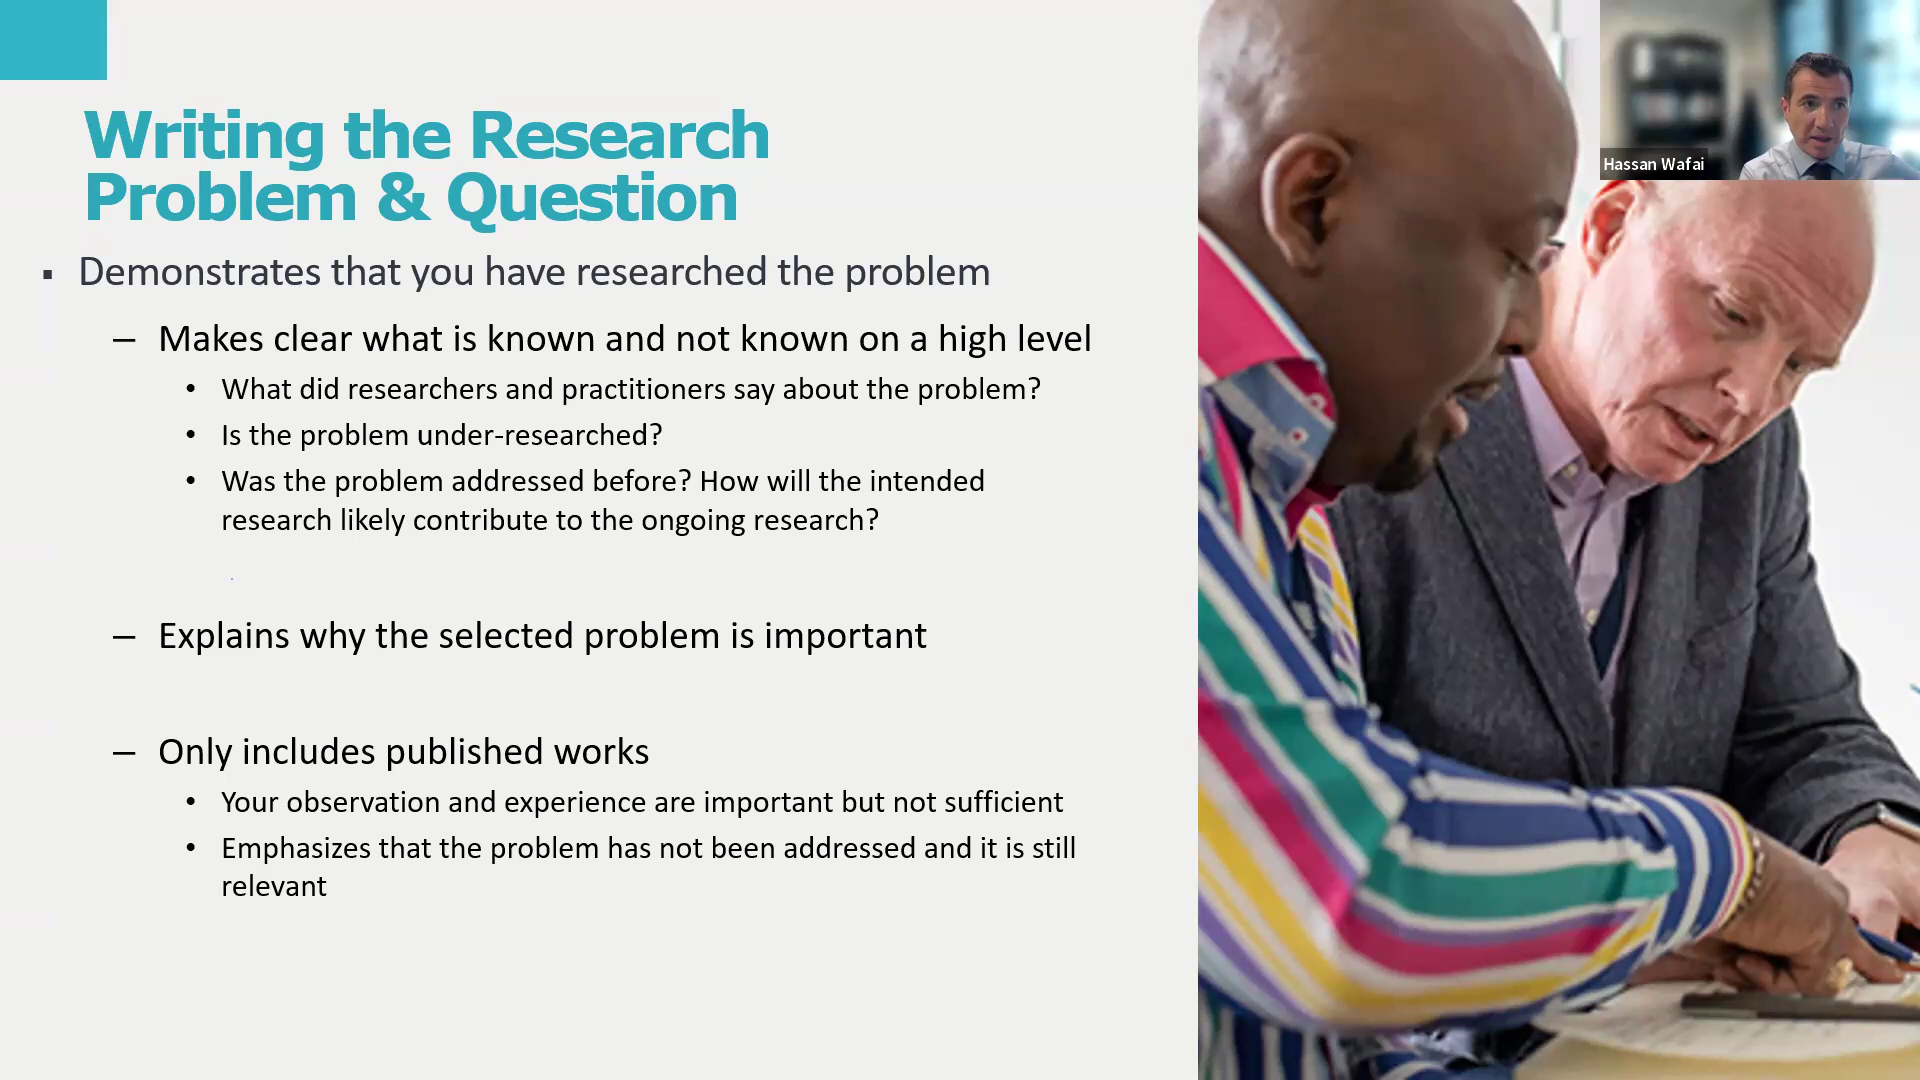 Writing the Research
Problem & Question
Hassan Wafai
▪ Demonstrates that you have researched the problem
– Makes clear what is known and not known on a high level
• What did researchers and practitioners say about the problem?
• Is the problem under-researched?
• Was the problem addressed before? How will the intended
research likely contribute to the ongoing research?
– Explains why the selected problem is important
– Only includes published works
• Your observation and experience are important but not sufficient
• Emphasizes that the problem has not been addressed and it is still
relevant